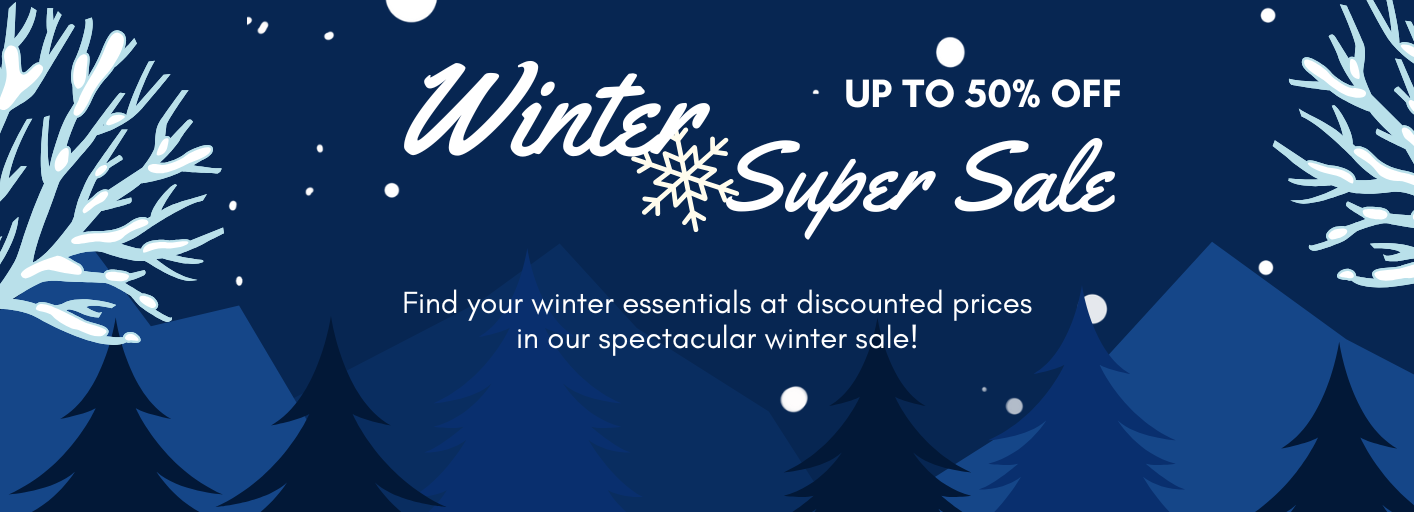 Winter
UP TO 50% OFF
Super Sale
Find your winter essentials at discounted prices
in our spectacular winter sale!